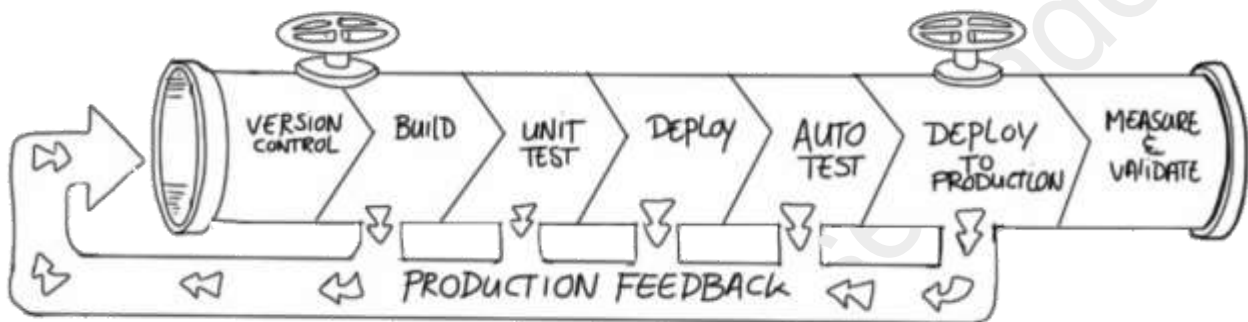 VERSION
CONTROL
BUILD
UNIT
TEST
DEPLOY
AUTO
TEST
DEPLOY
TO
PRODUCTION
MEASURE
&
VALIDATE
PRODUCTION FEEDBACK